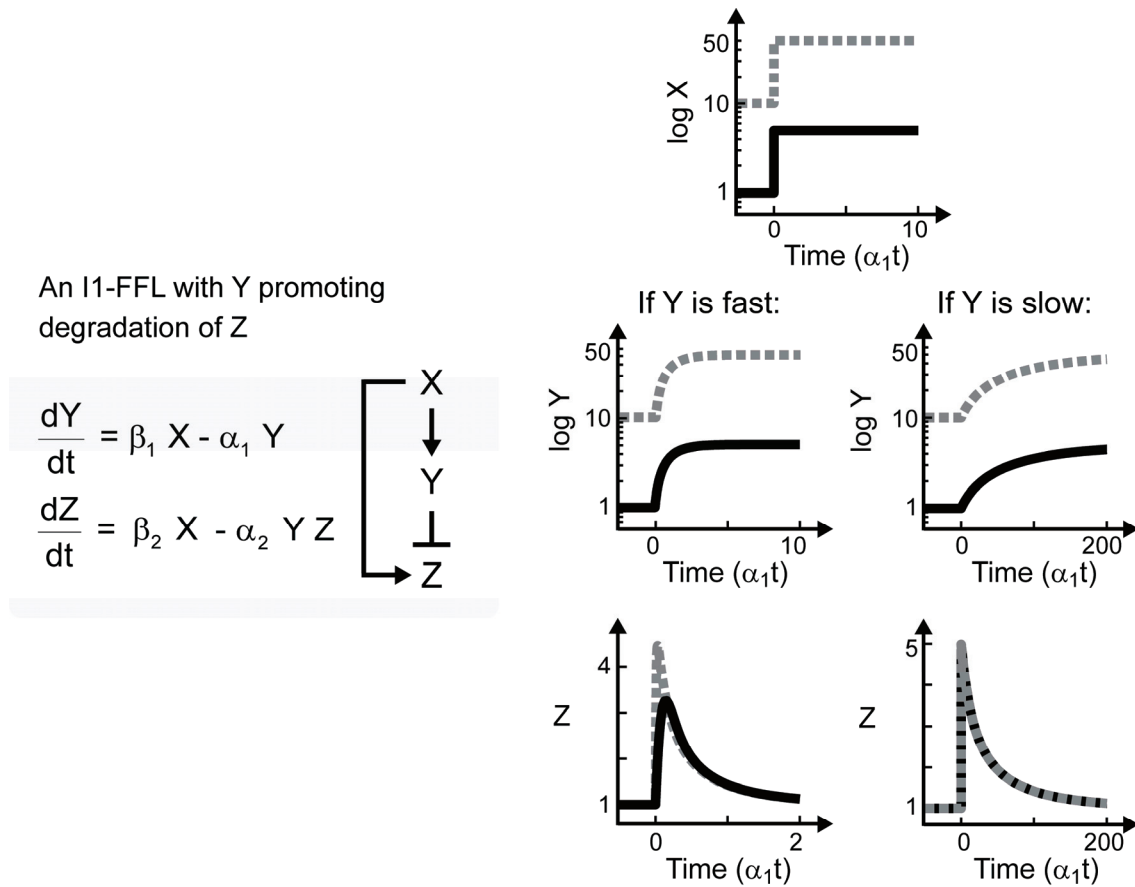 50
10
1
log X
0
10
Time (α₁t)
An I1-FFL with Y promoting
degradation of Z
dY/dt = β₁ X - α₁ Y
dZ/dt = β₂ X - α₂ Y Z
X
Y
Z
If Y is fast:
50
10
1
log Y
0
10
Time (α₁t)
If Y is slow:
50
10
1
log Y
0
200
Time (α₁t)
4
1
Z
0
2
Time (α₁t)
5
1
Z
0
200
Time (α₁t)